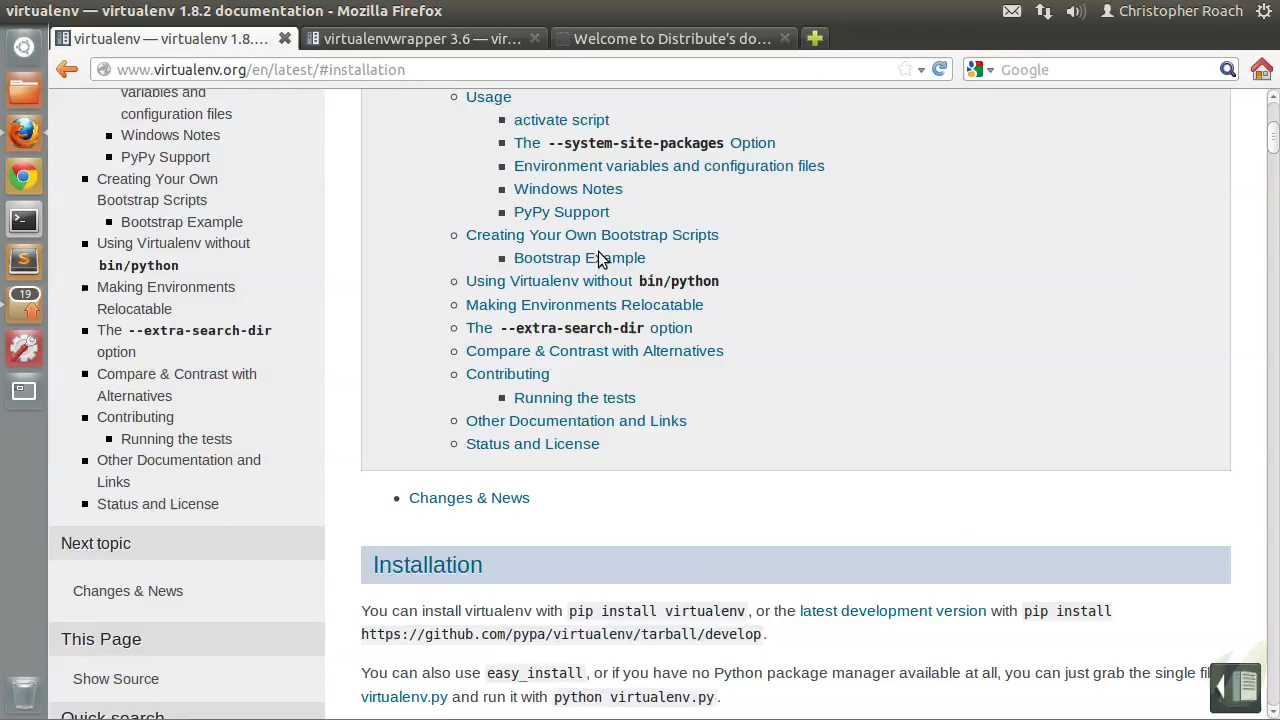 virtualenv — virtualenv 1.8.2 documentation - Mozilla Firefox
Christopher Roach
virtualenv — virtualenv 1.8....
virtualenvwrapper 3.6 — vir...
Welcome to Distribute's do...
www.virtualenv.org/en/latest/#installation
Google
variables and
configuration files
Windows Notes
PyPy Support
Creating Your Own
Bootstrap Scripts
Bootstrap Example
Using Virtualenv without
bin/python
Making Environments
Relocatable
The --extra-search-dir
option
Compare & Contrast with
Alternatives
Contributing
Running the tests
Other Documentation and
Links
Status and License
Next topic
Changes & News
This Page
Show Source
Quick search
19
Usage
activate script
The --system-site-packages Option
Environment variables and configuration files
Windows Notes
PyPy Support
Creating Your Own Bootstrap Scripts
Bootstrap Example
Using Virtualenv without bin/python
Making Environments Relocatable
The --extra-search-dir option
Compare & Contrast with Alternatives
Contributing
Running the tests
Other Documentation and Links
Status and License
Changes & News
Installation
You can install virtualenv with pip install virtualenv, or the latest development version with pip install
https://github.com/pypa/virtualenv/tarball/develop.
You can also use easy_install, or if you have no Python package manager available at all, you can just grab the single
virtualenv.py and run it with python virtualenv.py.